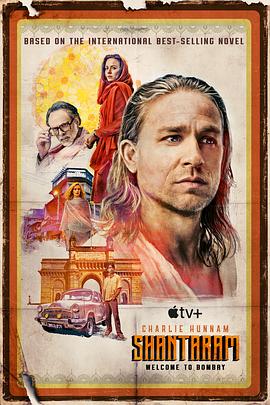 BASED ON THE INTERNATIONAL BEST-SELLING NOVEL
tv+
CHARLIE HUNNAM
SHANTARAM
WELCOME TO BOMBAY